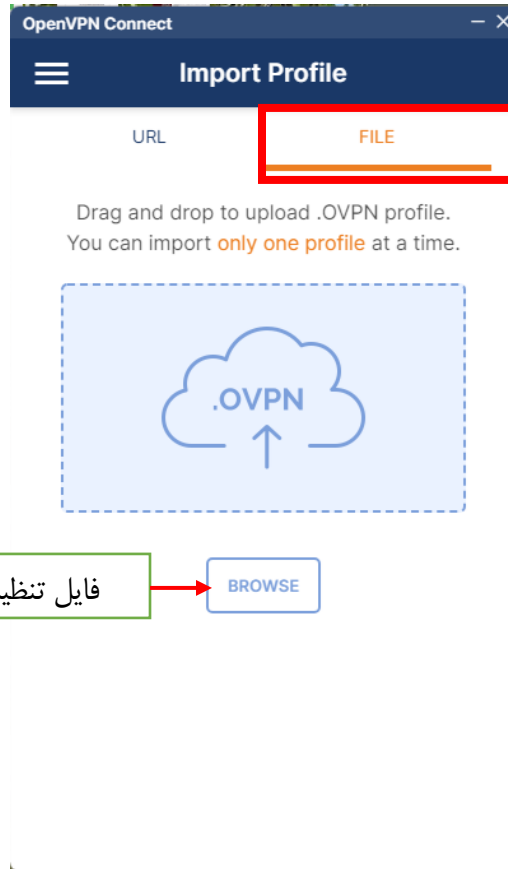 OpenVPN Connect
Import Profile
URL
FILE
Drag and drop to upload .OVPN profile.
You can import only one profile at a time.
.OVPN
فایل
BROWSE